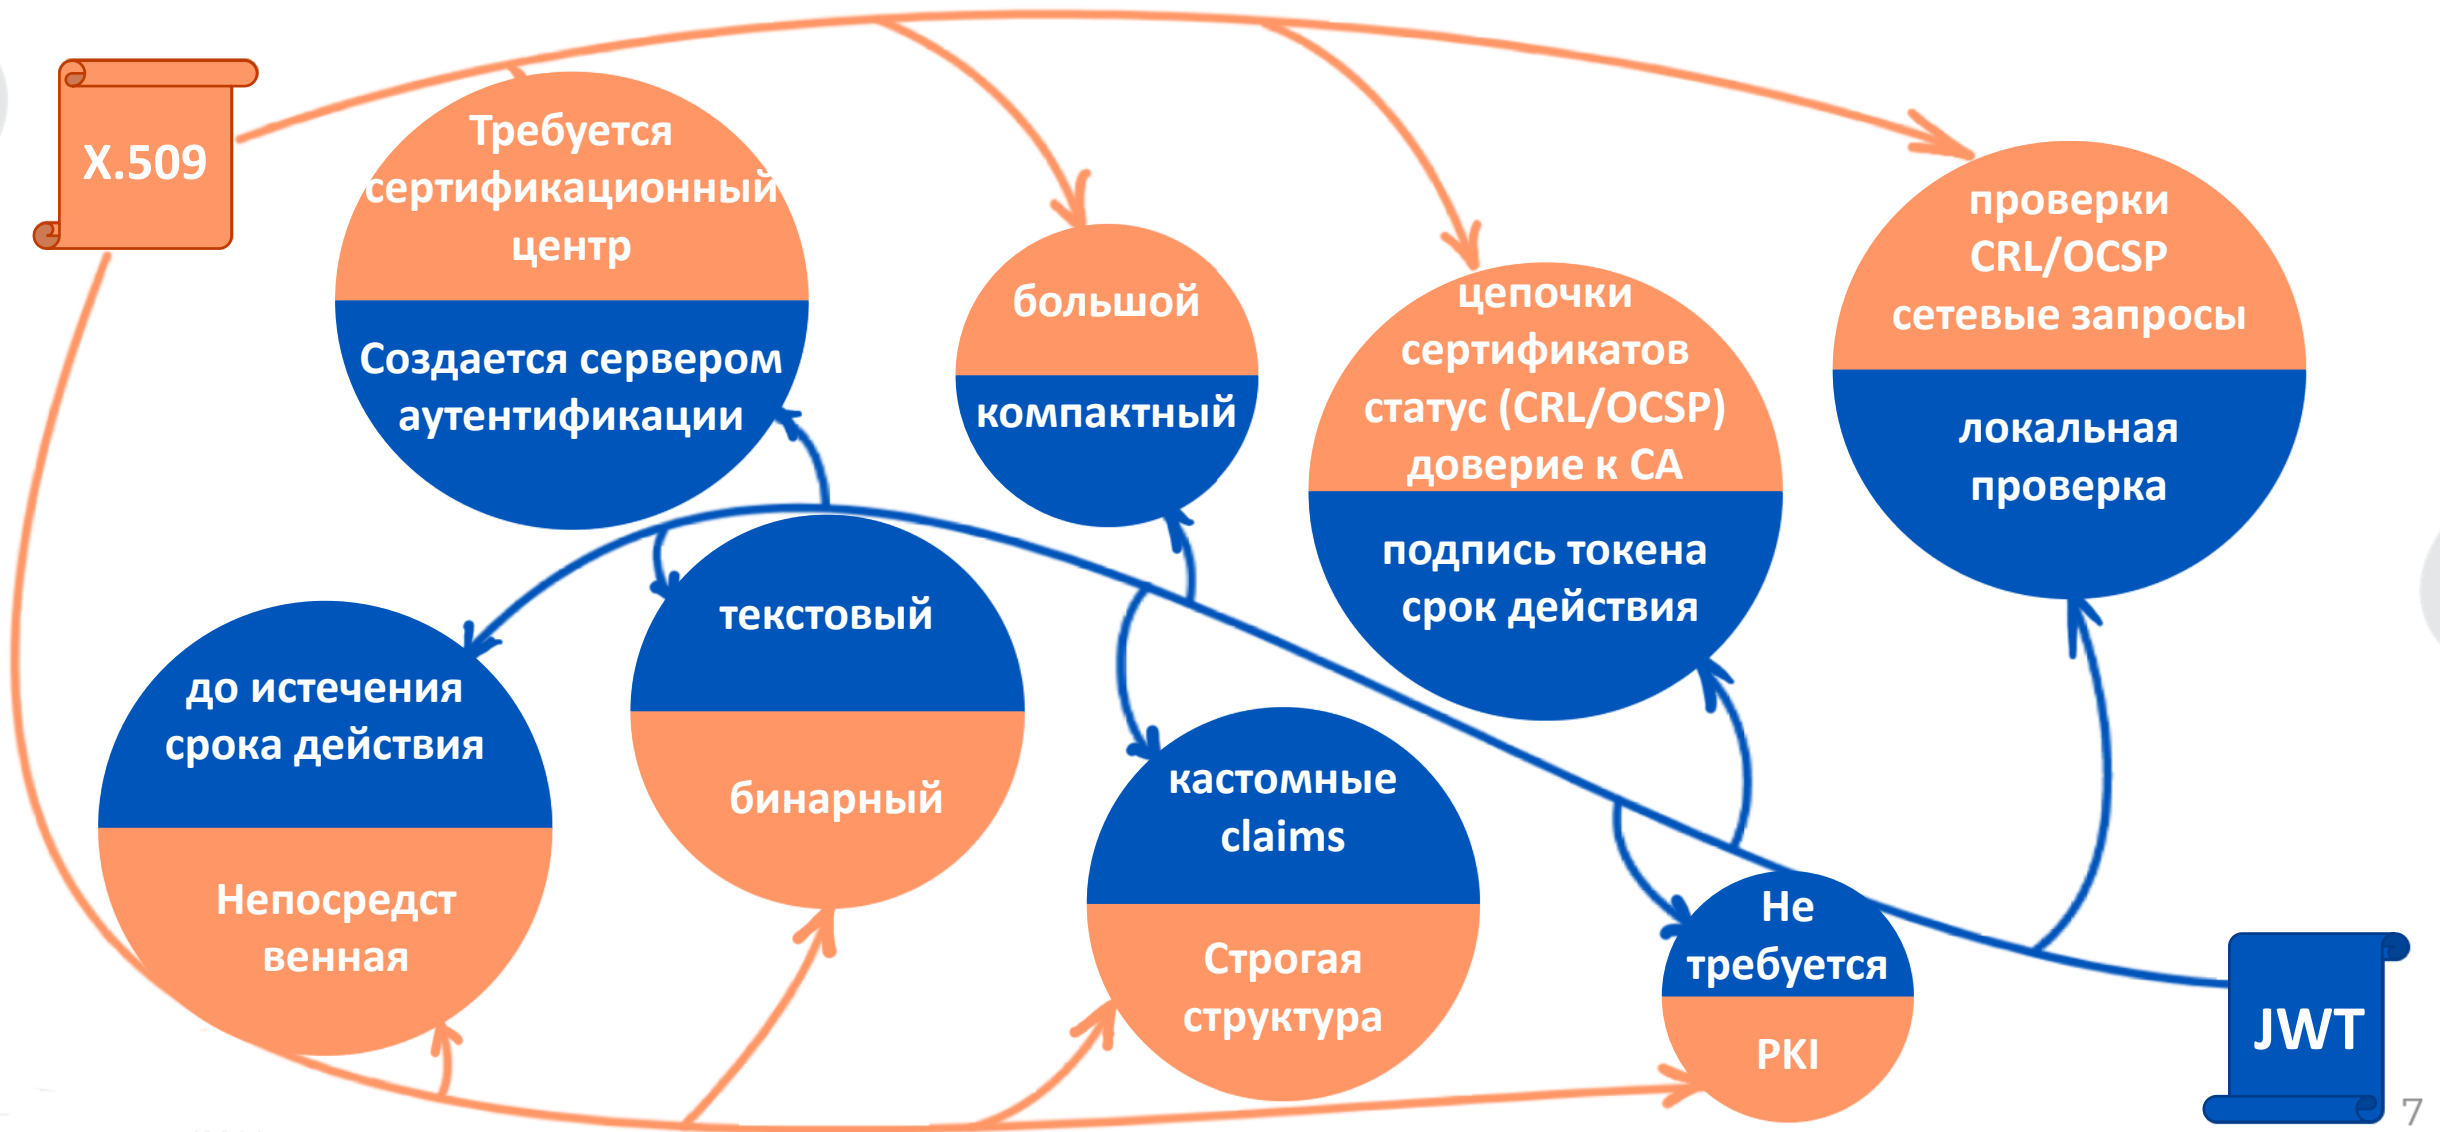 X.509
Требуется
сертификационный
центр
Создается сервером
аутентификации
большой
компактный
цепочки
сертификатов
статус (CRL/OCSP)
доверие к CA
подпись токена
срок действия
проверки
CRL/OCSP
сетевые запросы
локальная
проверка
до истечения
срока действия
Непосредст
венная
текстовый
бинарный
кастомные
claims
Строгая
структура
Не
требуется
PKI
JWT
7